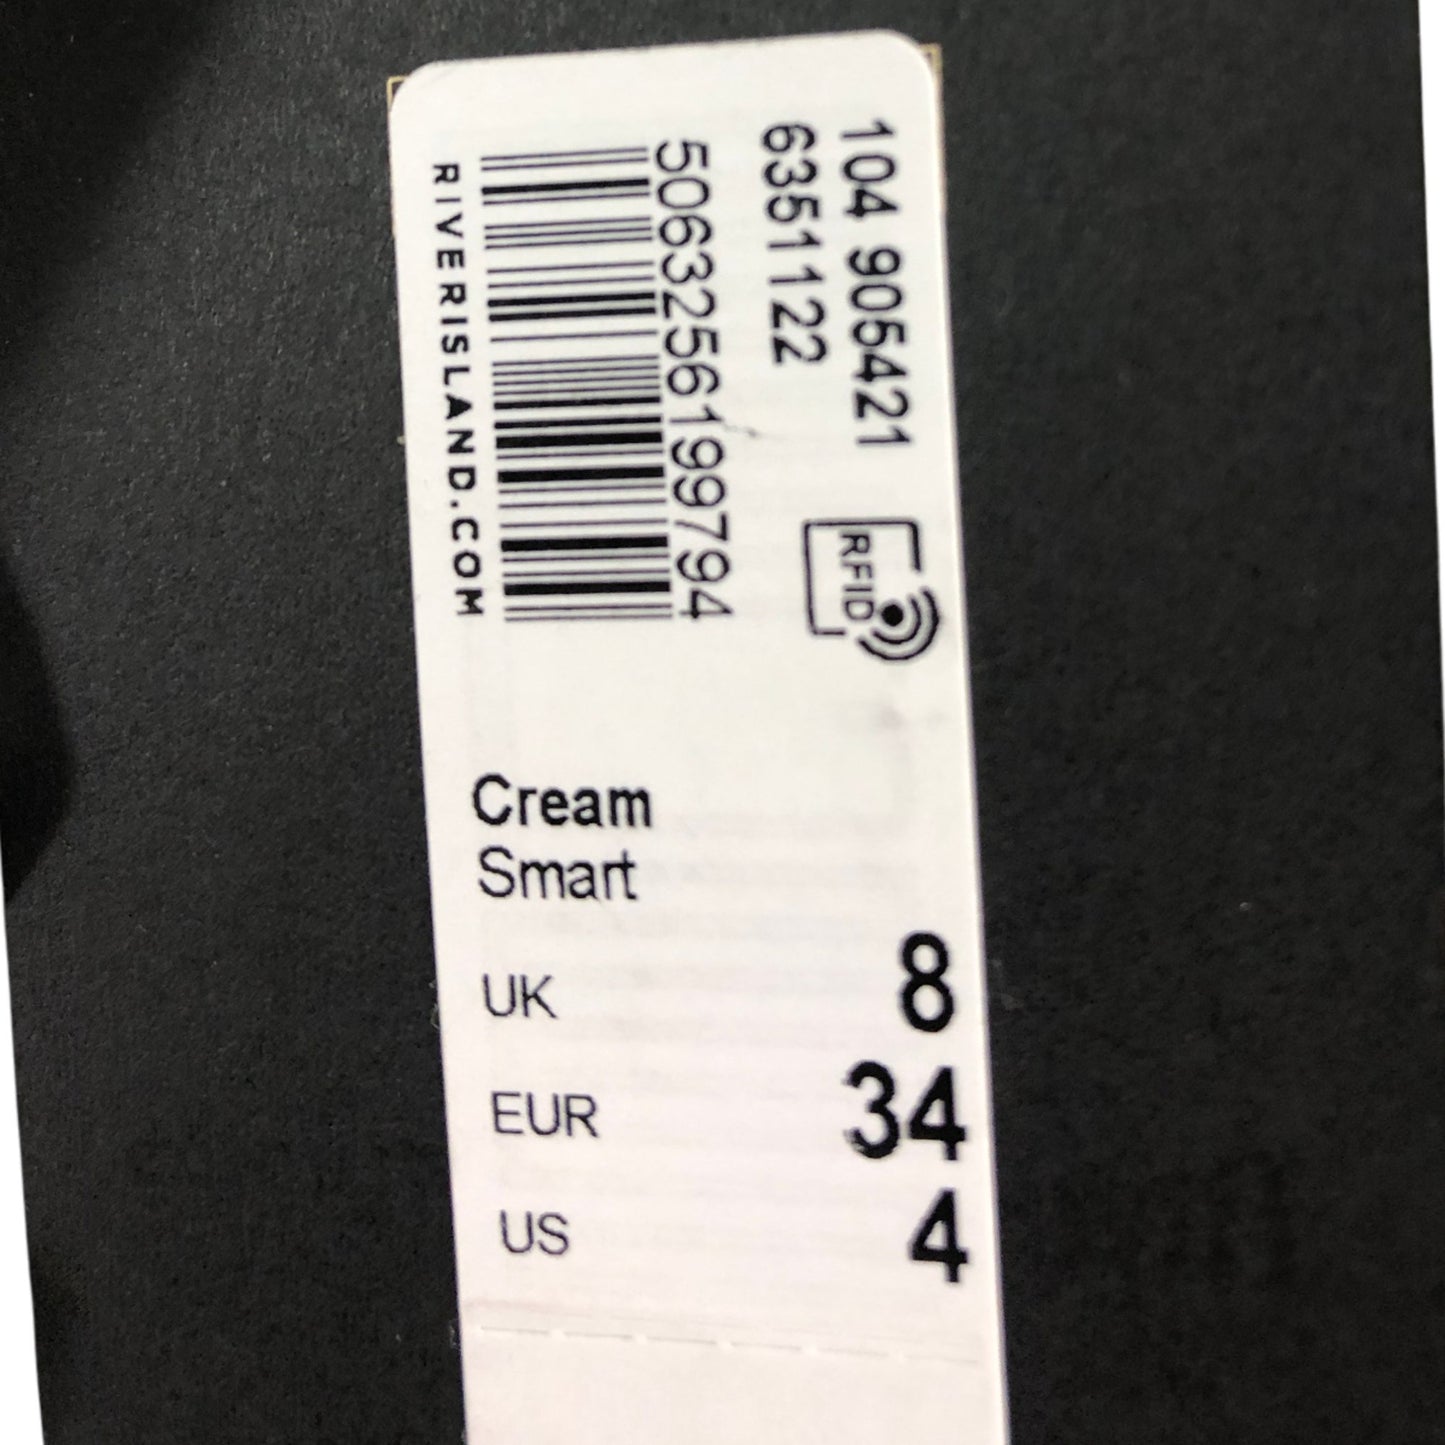 104 905421
6351122
5063256199794
RIVERISLAND.COM
RFID
Cream
Smart
UK 8
EUR 34
US 4